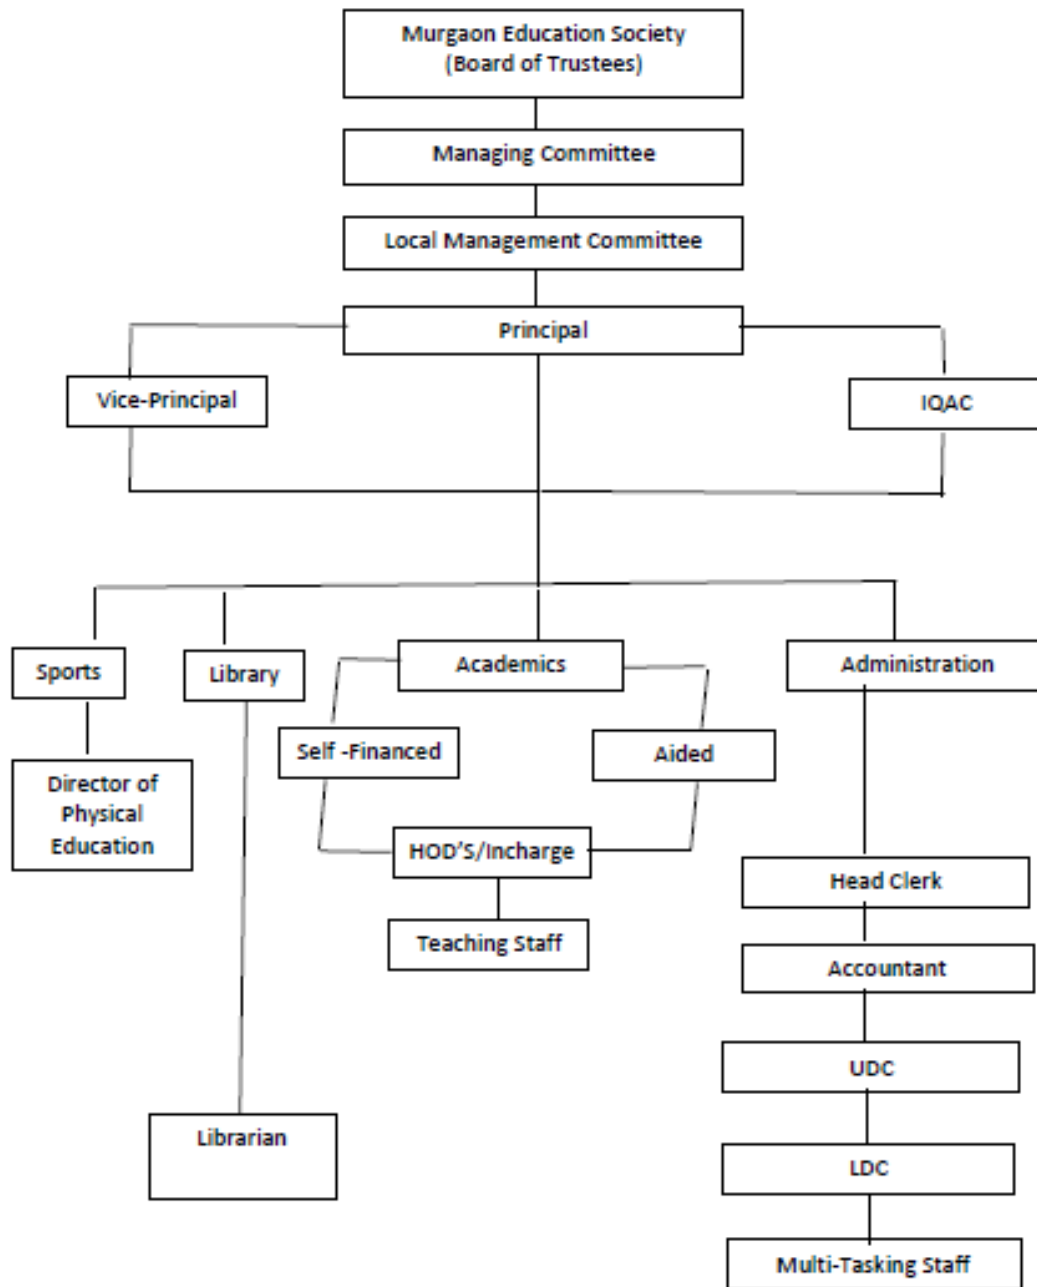 Murgaon Education Society
(Board of Trustees)
Managing Committee
Local Management Committee
Principal
Vice-Principal
IQAC
Sports
Library
Academics
Administration
Self -Financed
Aided
Director of
Physical
Education
HOD'S/Incharge
Head Clerk
Teaching Staff
Accountant
UDC
Librarian
LDC
Multi-Tasking Staff